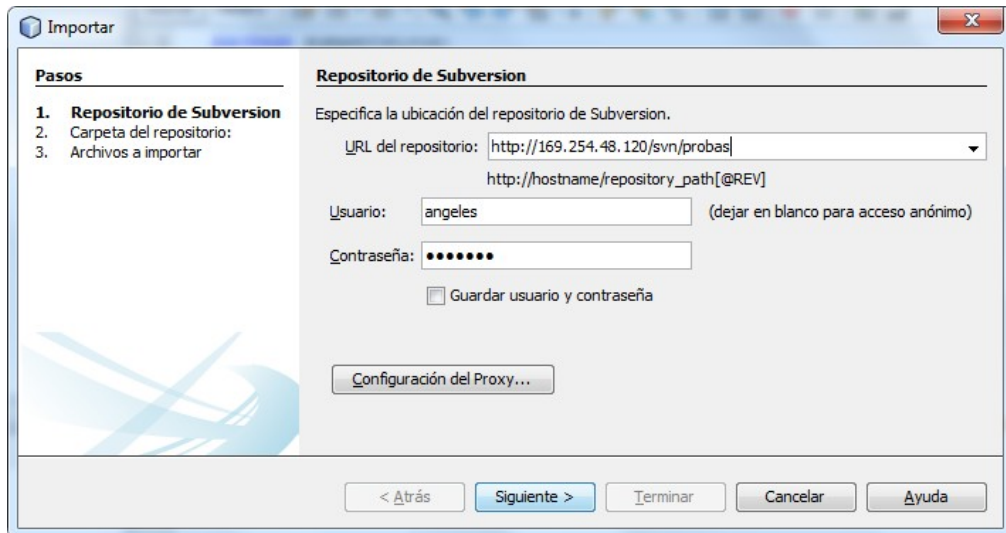 Importar
Pasos
1. Repositorio de Subversion
2. Carpeta del repositorio:
3. Archivos a importar
Repositorio de Subversion
Especifica la ubicación del repositorio de Subversion.
URL del repositorio: http://169.254.48.120/svn/probas
http://hostname/repository_path[@REV]
Usuario: angeles (dejar en blanco para acceso anónimo)
Contraseña: ●●●●●●●
Guardar usuario y contraseña
Configuración del Proxy...
< Atrás Siguiente > Terminar Cancelar Ayuda